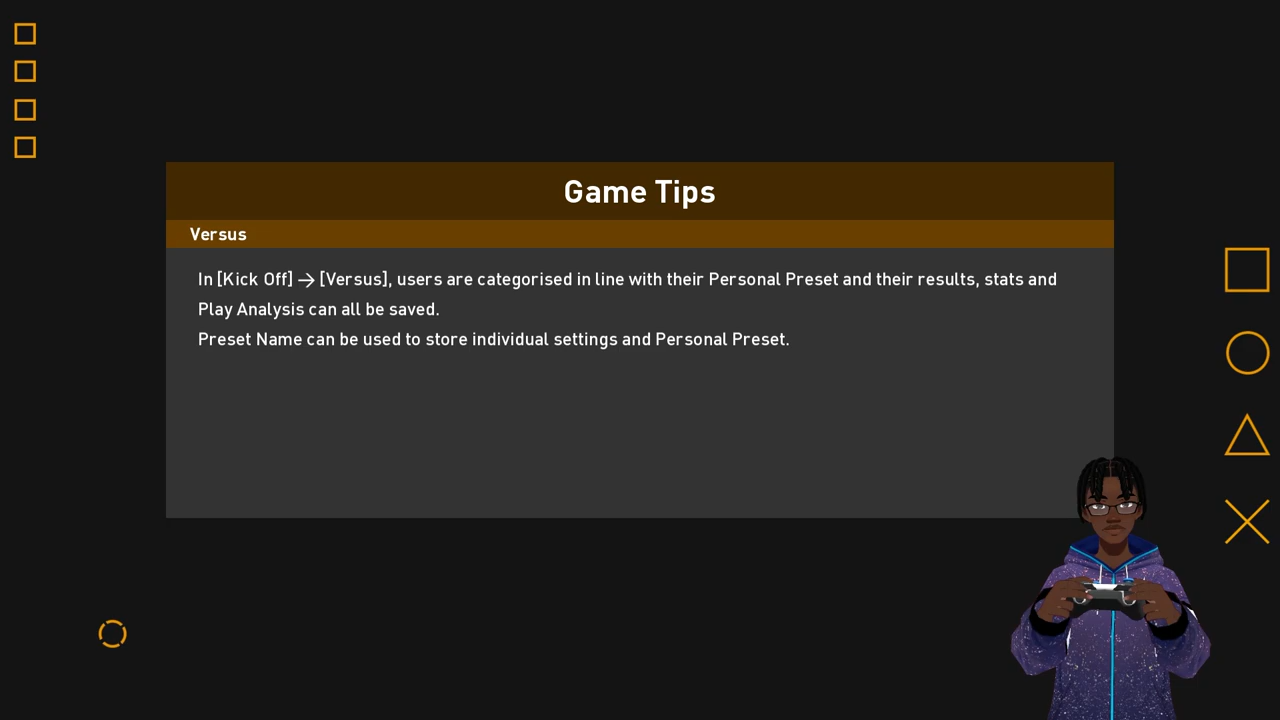 Game Tips
Versus
In [Kick Off] → [Versus], users are categorised in line with their Personal Preset and their results, stats and
Play Analysis can all be saved.
Preset Name can be used to store individual settings and Personal Preset.